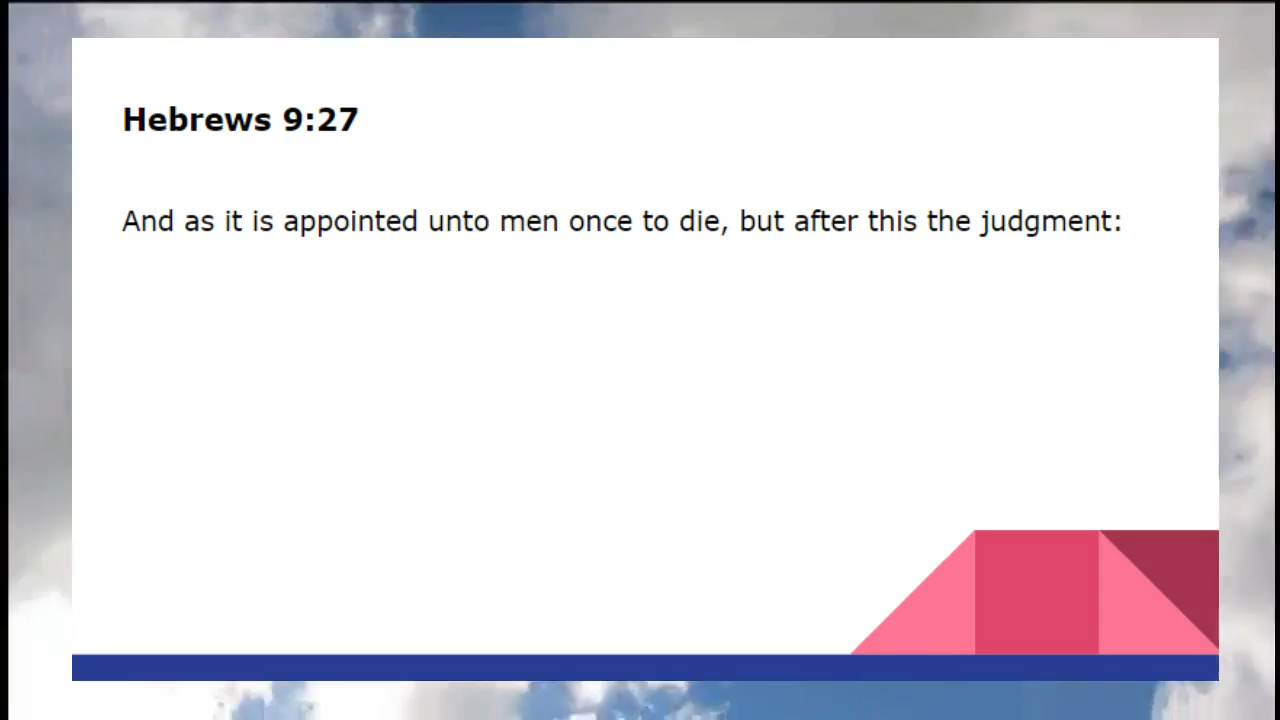 Hebrews 9:27
And as it is appointed unto men once to die, but after this the judgment: